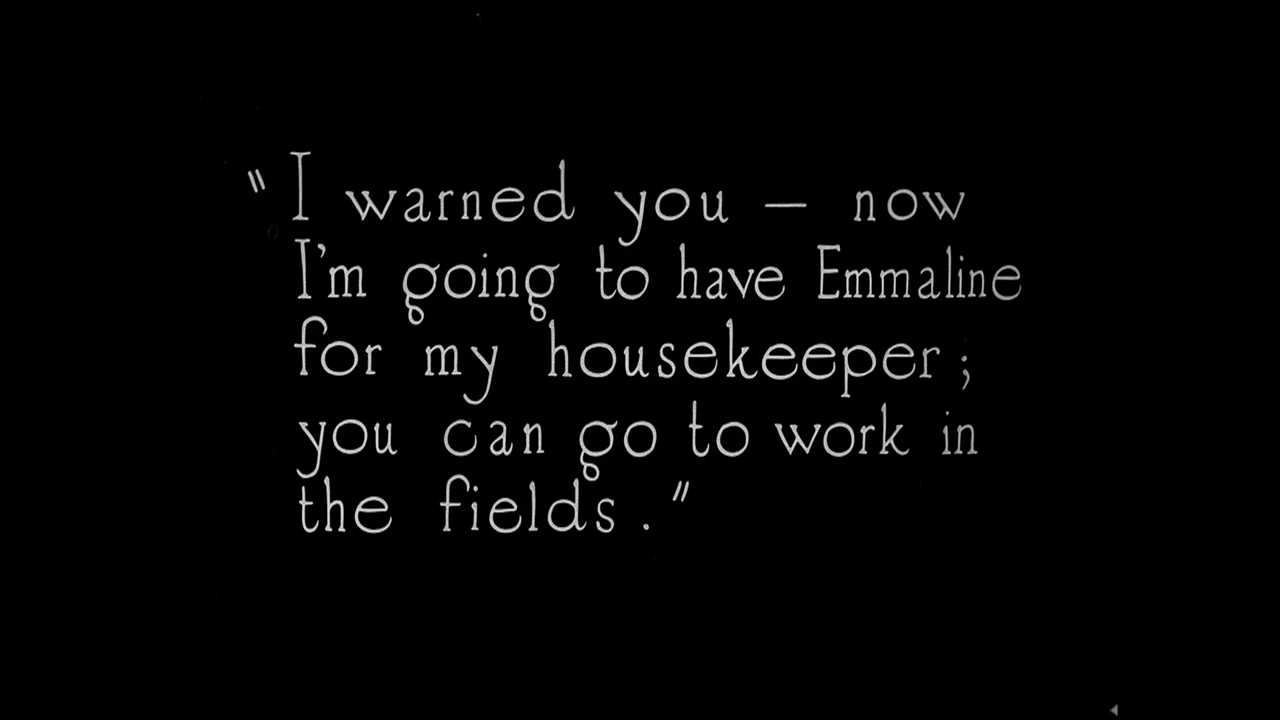 "I warned you — now
I'm going to have Emmaline
for my housekeeper;
you can go to work in
the fields."